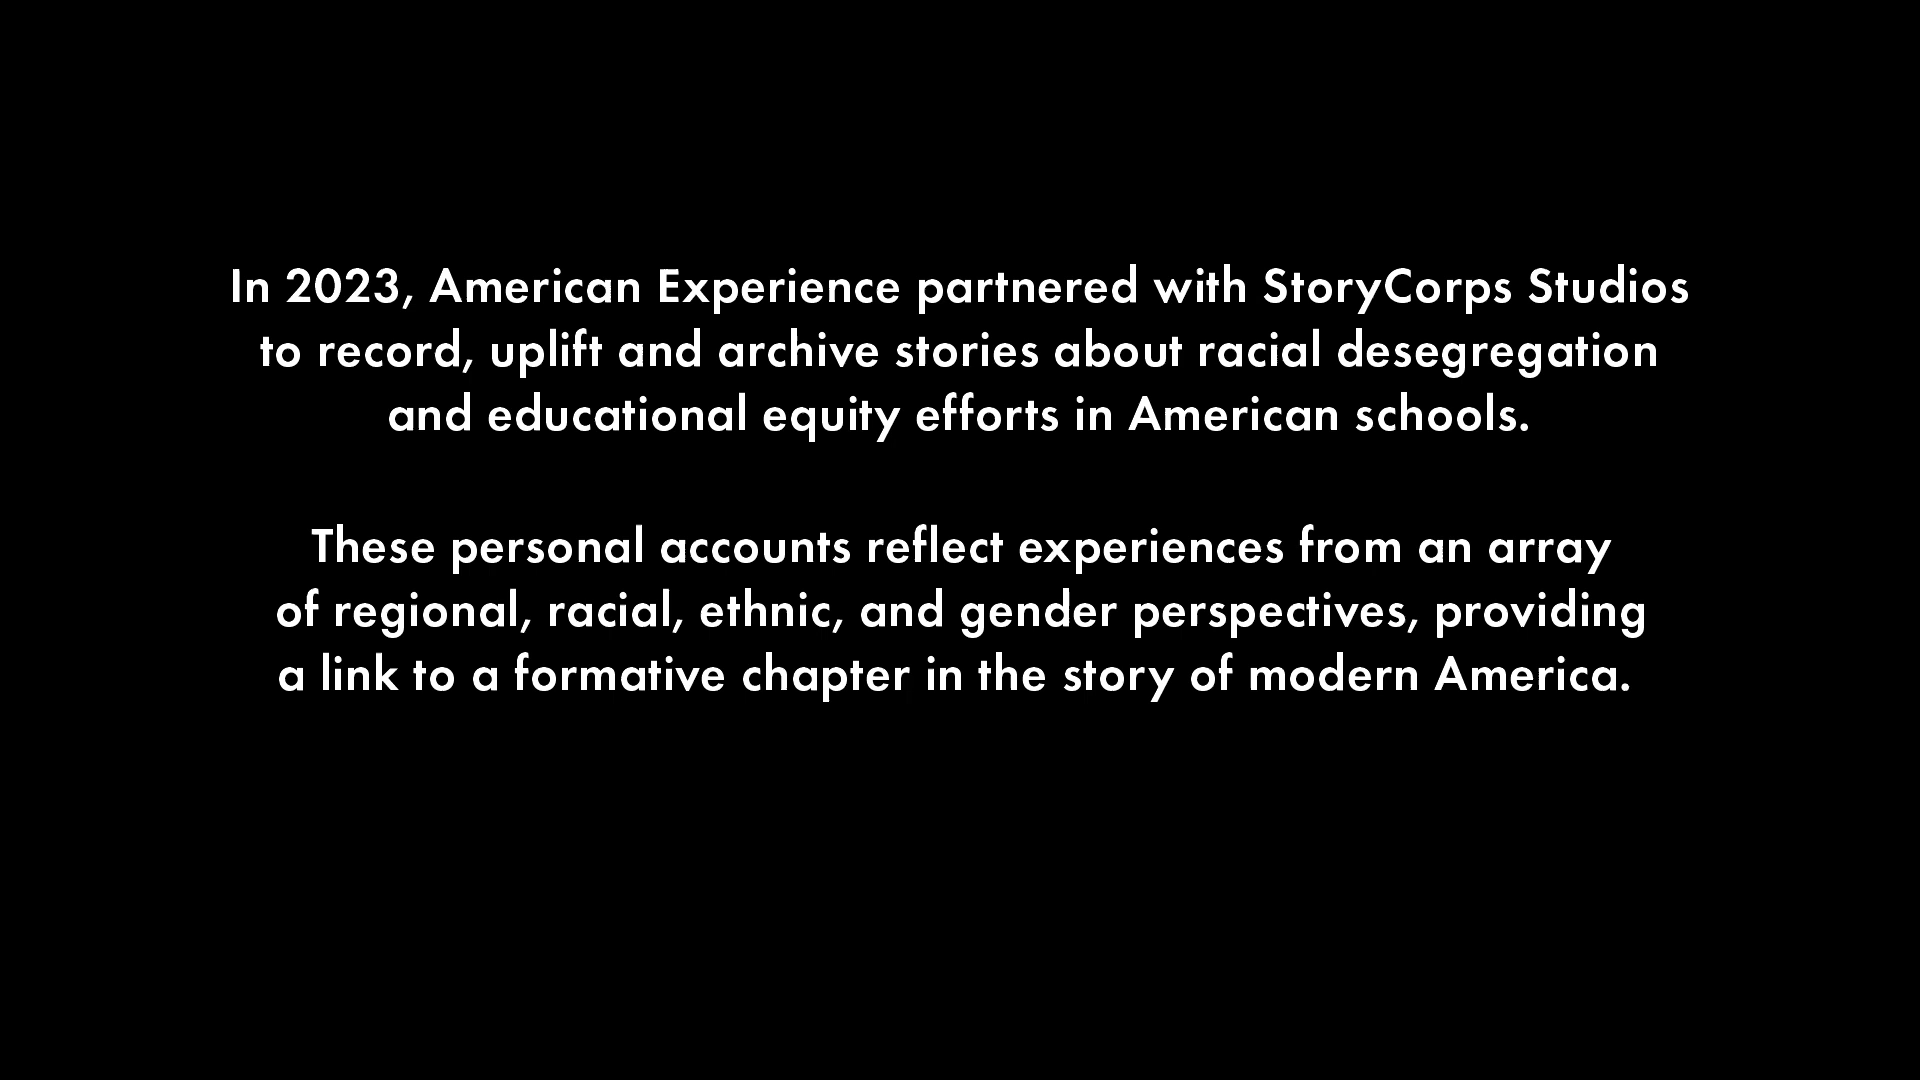 In 2023, American Experience partnered with StoryCorps Studios
to record, uplift and archive stories about racial desegregation
and educational equity efforts in American schools.
These personal accounts reflect experiences from an array
of regional, racial, ethnic, and gender perspectives, providing
a link to a formative chapter in the story of modern America.